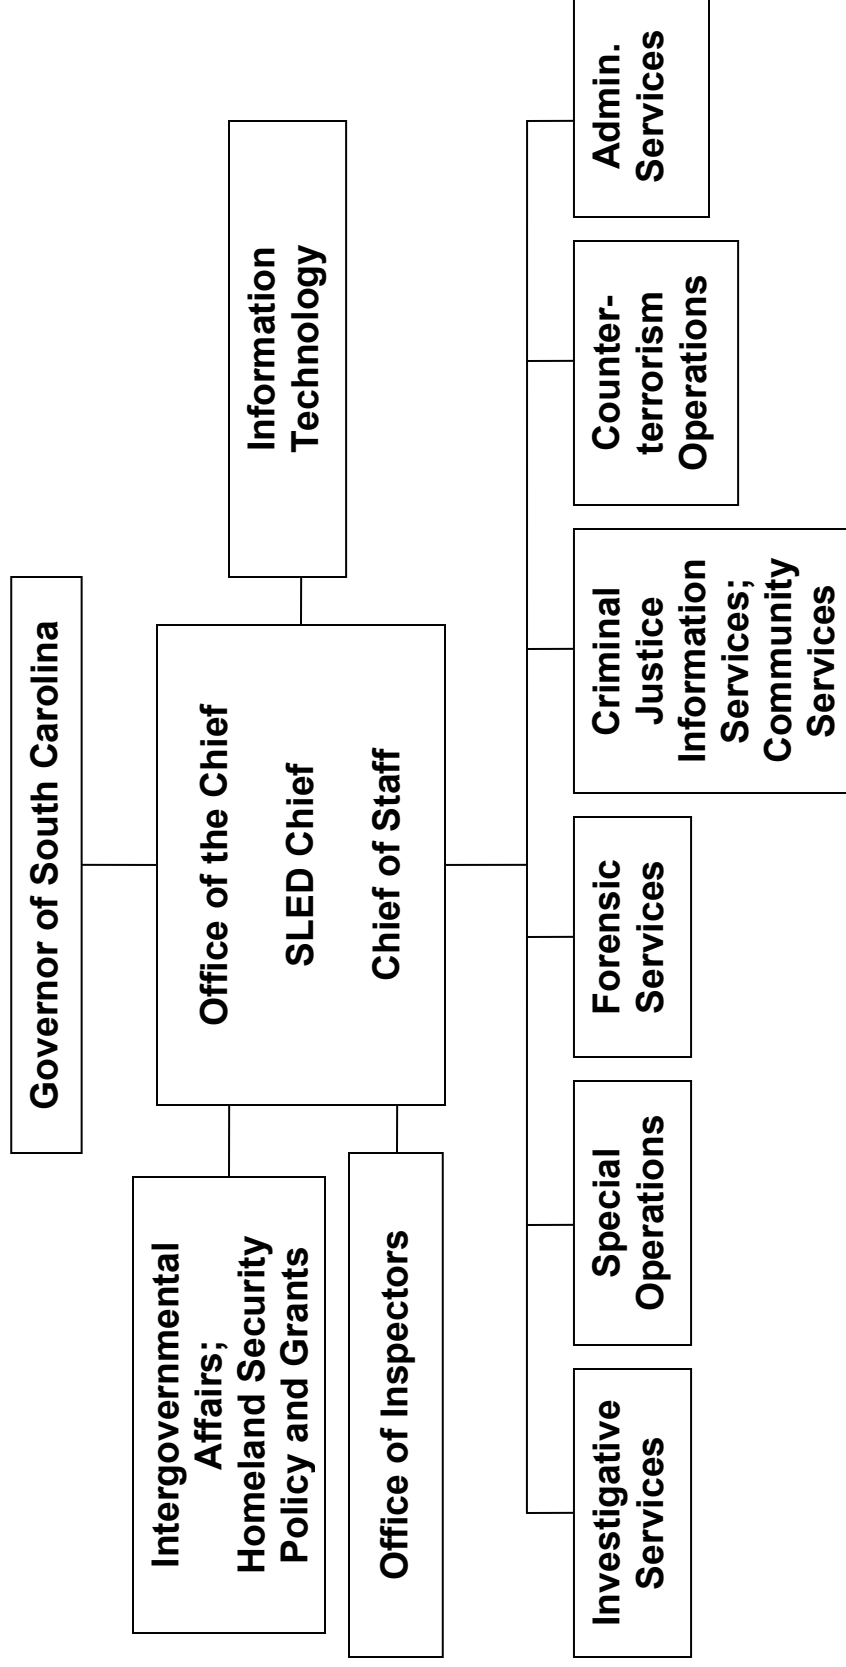 Governor of South Carolina
Office of the Chief
SLED Chief
Chief of Staff
Intergovernmental
Affairs;
Homeland Security
Policy and Grants
Office of Inspectors
Information
Technology
Investigative
Services
Special
Operations
Forensic
Services
Criminal
Justice
Information
Services;
Community
Services
Counter-
terrorism
Operations
Admin.
Services